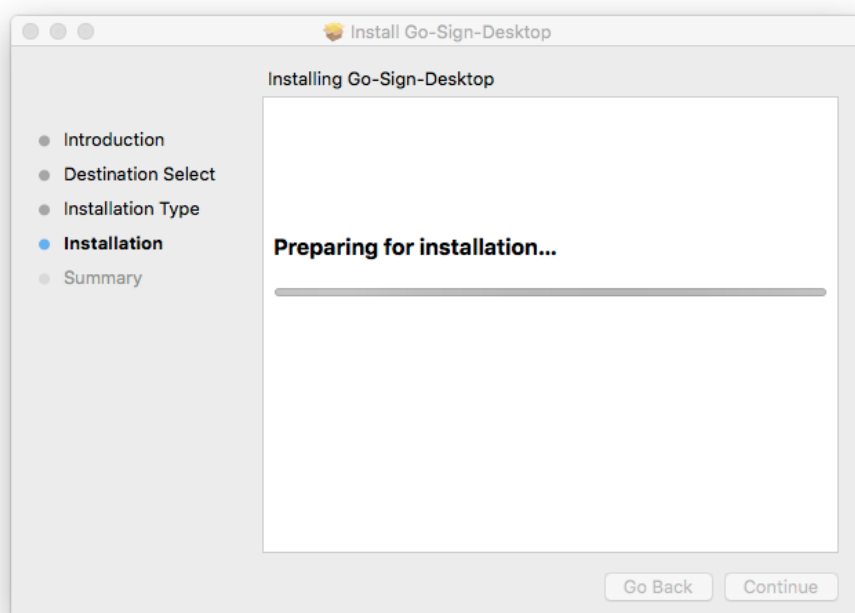 Install Go-Sign-Desktop
Installing Go-Sign-Desktop
Introduction
Destination Select
Installation Type
Installation
Summary
Preparing for installation...
Go Back
Continue